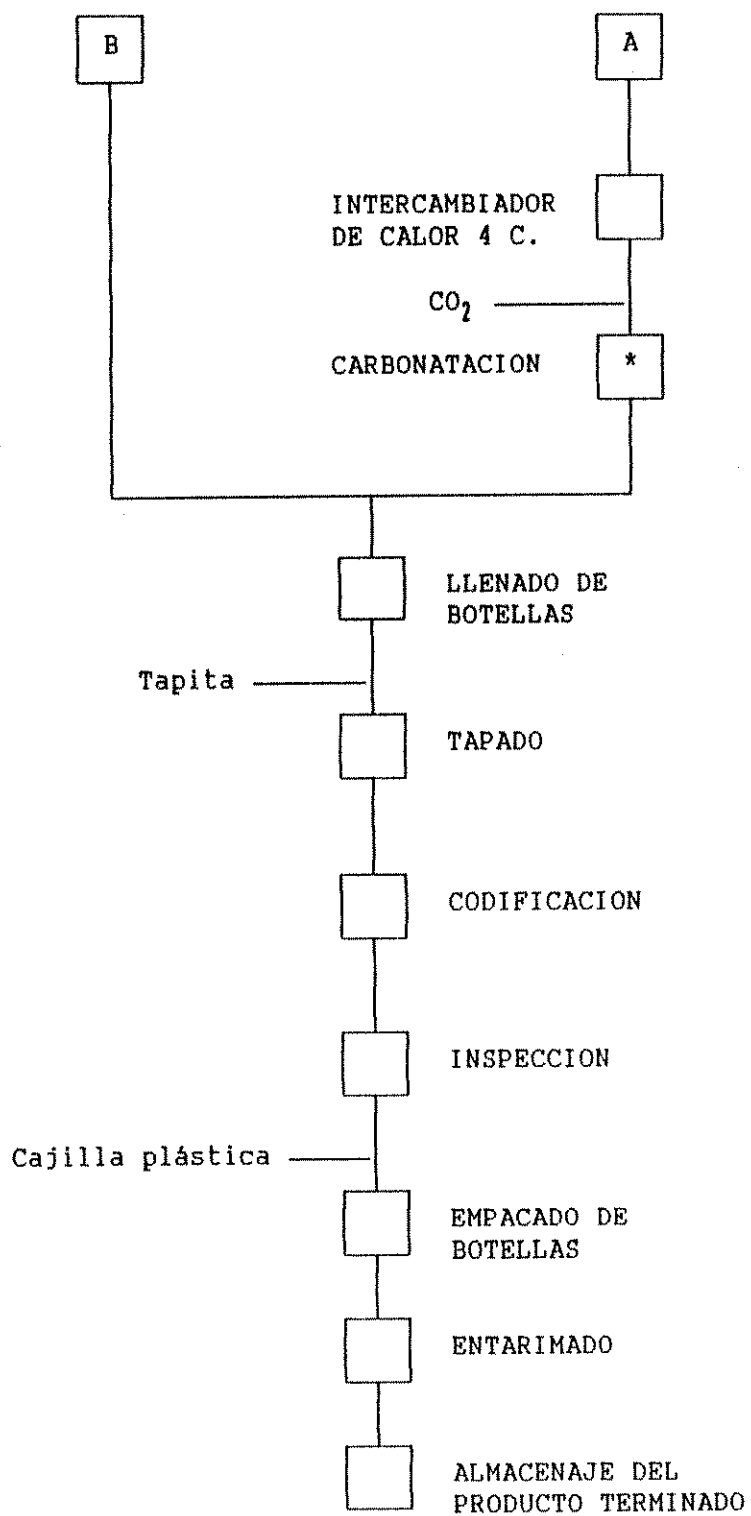 B
A
INTERCAMBIADOR
DE CALOR 4 C.
CO₂
CARBONATACION
*
LLENADO DE
BOTELLAS
Tapita
TAPADO
CODIFICACION
INSPECCION
Cajilla plástica
EMPACADO DE
BOTELLAS
ENTARIMADO
ALMACENAJE DEL
PRODUCTO TERMINADO